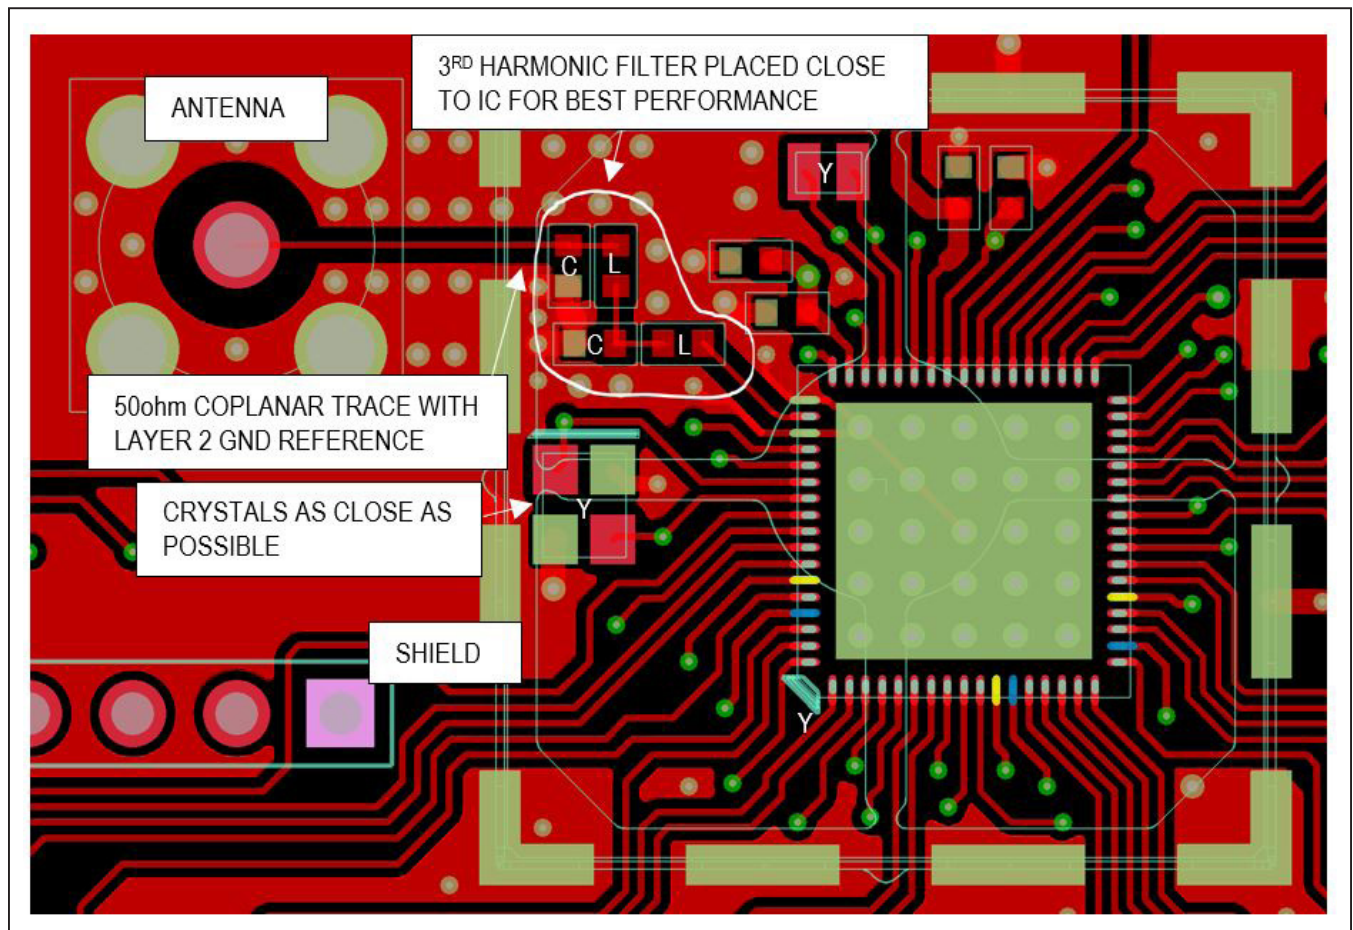 3RD HARMONIC FILTER PLACED CLOSE
TO IC FOR BEST PERFORMANCE
ANTENNA
Y
C
L
C
L
50ohm COPLANAR TRACE WITH
LAYER 2 GND REFERENCE
CRYSTALS AS CLOSE AS
POSSIBLE
Y
SHIELD
Y